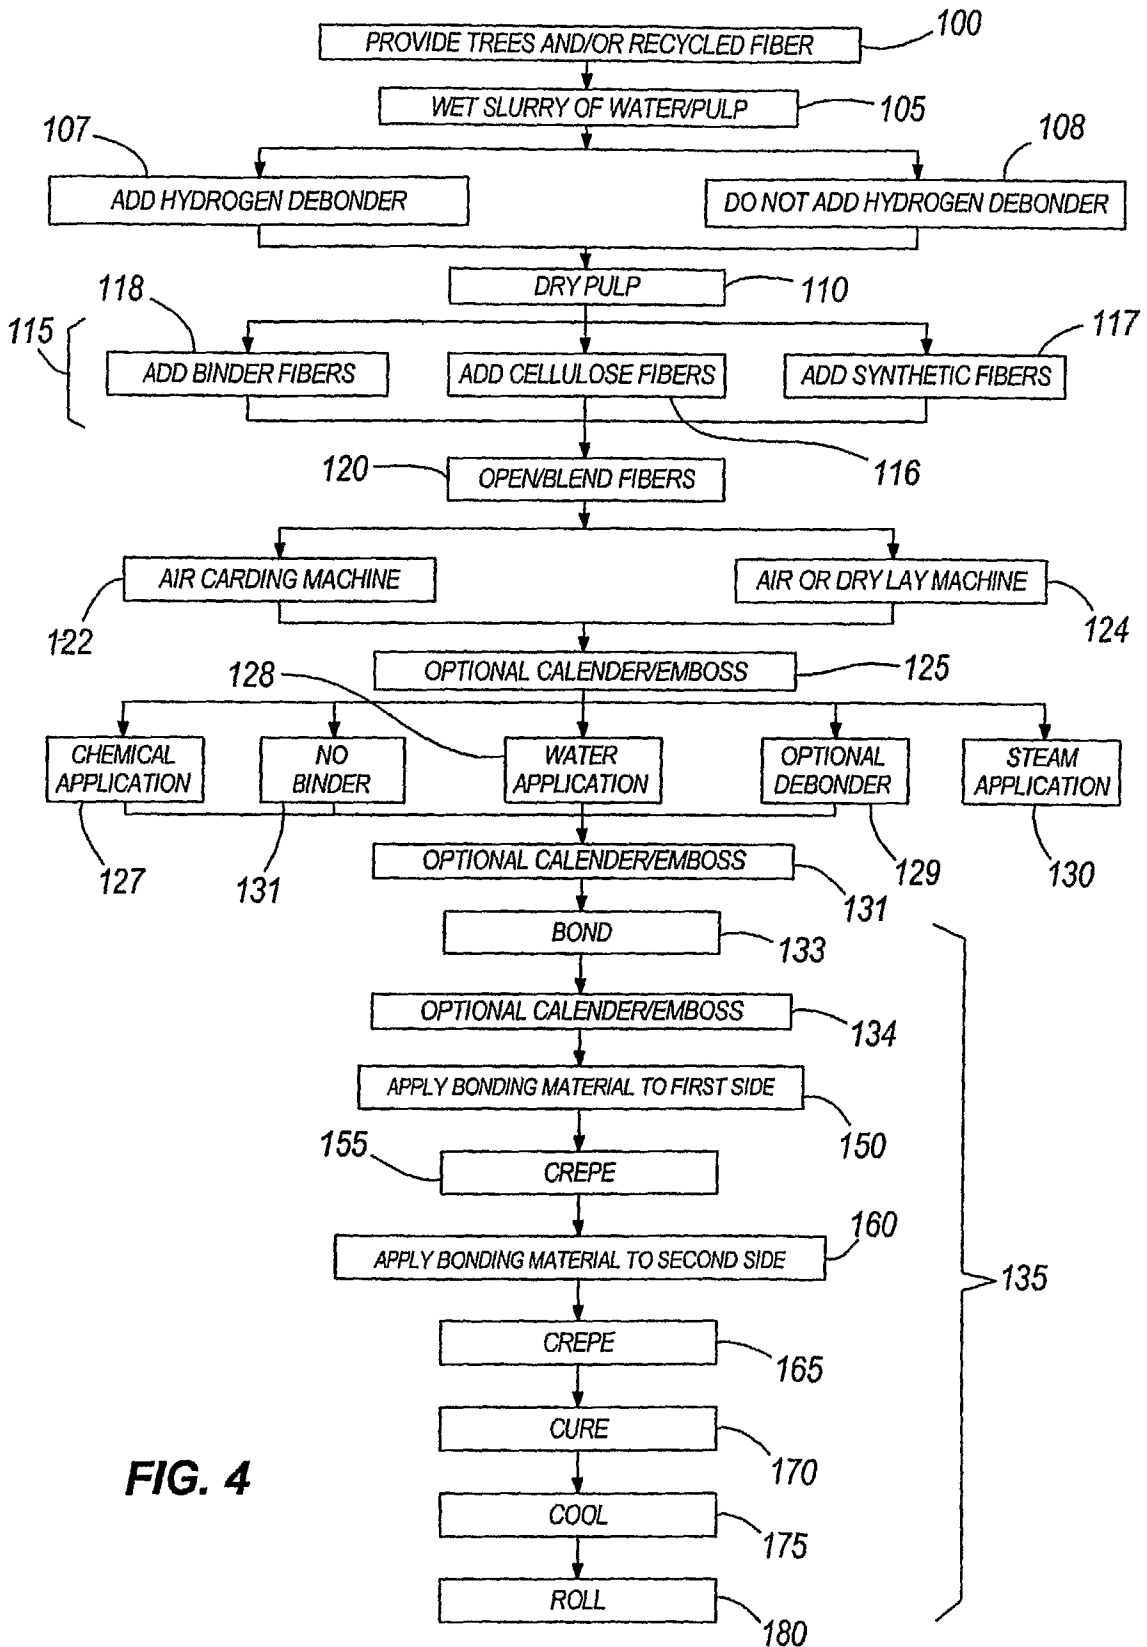 PROVIDE TREES AND/OR RECYCLED FIBER
100
WET SLURRY OF WATER/PULP
105
107
108
ADD HYDROGEN DEBONDER
DO NOT ADD HYDROGEN DEBONDER
DRY PULP
110
118
117
115
ADD BINDER FIBERS
ADD CELLULOSE FIBERS
ADD SYNTHETIC FIBERS
116
120
OPEN/BLEND FIBERS
AIR CARDING MACHINE
AIR OR DRY LAY MACHINE
122
124
OPTIONAL CALENDER/EMBOSS
125
128
CHEMICAL
APPLICATION
NO
BINDER
WATER
APPLICATION
OPTIONAL
DEBONDER
STEAM
APPLICATION
127
131
129
130
OPTIONAL CALENDER/EMBOSS
131
BOND
133
OPTIONAL CALENDER/EMBOSS
134
APPLY BONDING MATERIAL TO FIRST SIDE
150
155
CREPE
160
APPLY BONDING MATERIAL TO SECOND SIDE
135
CREPE
165
CURE
170
FIG. 4
COOL
175
ROLL
180